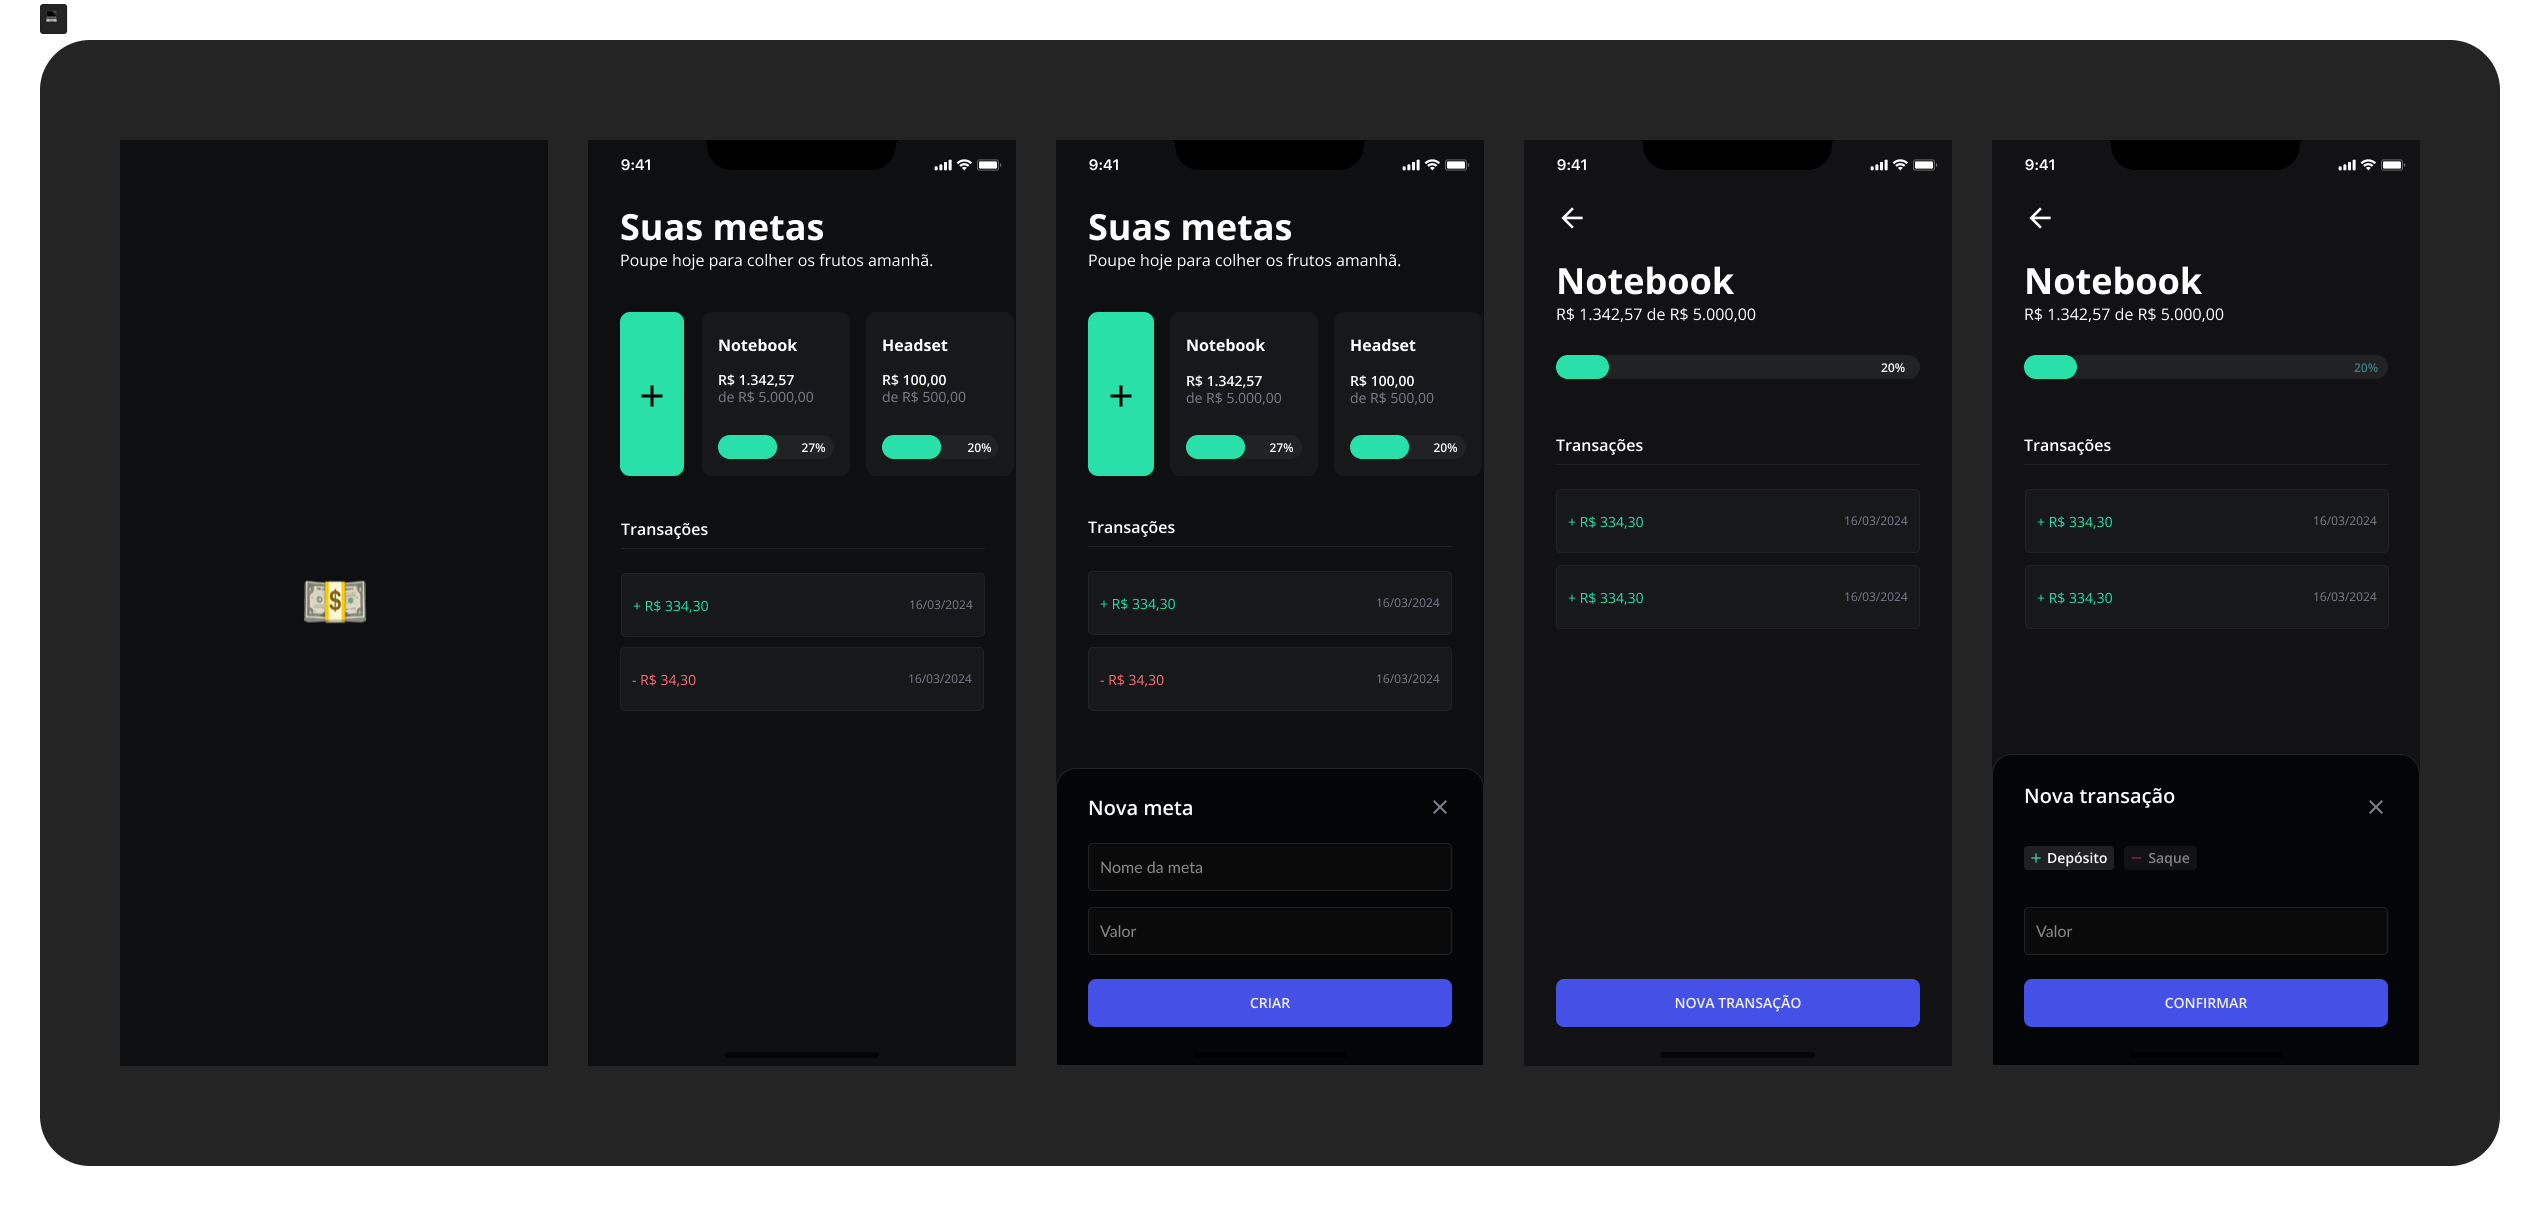 9:41
Suas metas
Poupe hoje para colher os frutos amanhã.
+
Notebook
R$ 1.342,57
de R$ 5.000,00
27%
Headset
R$ 100,00
de R$ 500,00
20%
Transações
+ R$ 334,30 16/03/2024
- R$ 34,30 16/03/2024
9:41
Suas metas
Poupe hoje para colher os frutos amanhã.
+
Notebook
R$ 1.342,57
de R$ 5.000,00
27%
Headset
R$ 100,00
de R$ 500,00
20%
Transações
+ R$ 334,30 16/03/2024
- R$ 34,30 16/03/2024
Nova meta
Nome da meta
Valor
CRIAR
9:41
Notebook
R$ 1.342,57 de R$ 5.000,00
20%
Transações
+ R$ 334,30 16/03/2024
+ R$ 334,30 16/03/2024
NOVA TRANSAÇÃO
9:41
Notebook
R$ 1.342,57 de R$ 5.000,00
20%
Transações
+ R$ 334,30 16/03/2024
+ R$ 334,30 16/03/2024
Nova transação
+ Depósito − Saque
Valor
CONFIRMAR